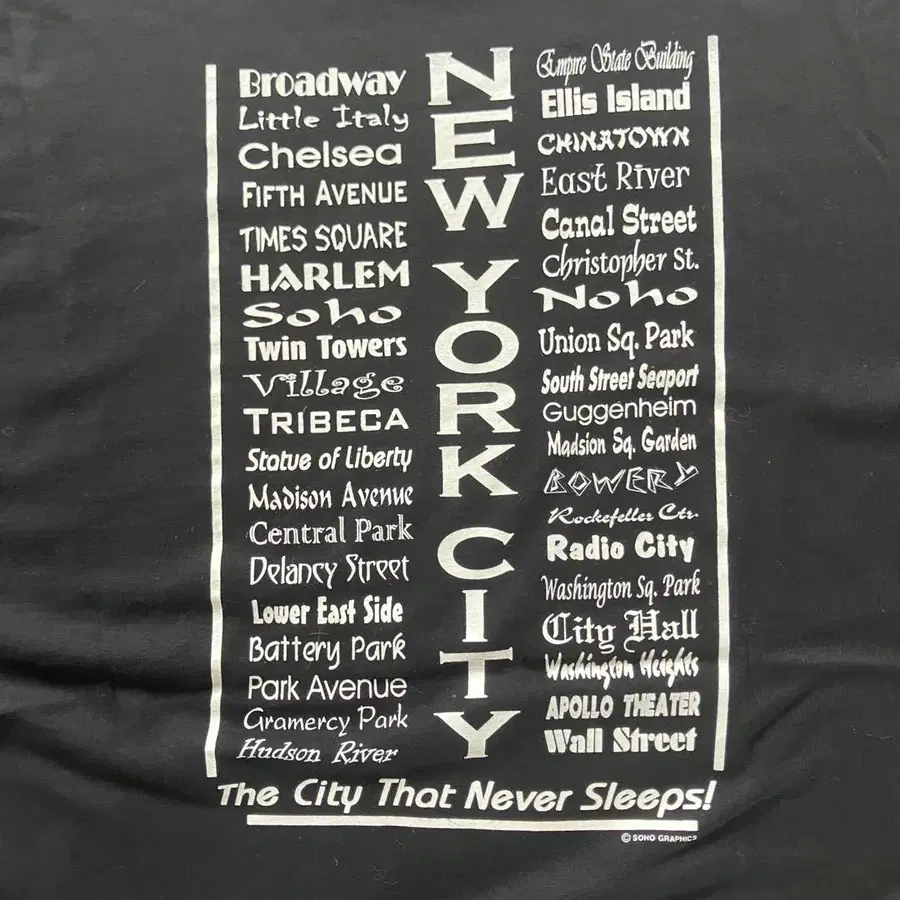 Broadway
Little Italy
Chelsea
FIFTH AVENUE
TIMES SQUARE
HARLEM
Soho
Twin Towers
Village
TRIBECA
Statue of Liberty
Madison Avenue
Central Park
Delancy Street
Lower East Side
Battery Park
Park Avenue
Gramercy Park
Hudson River
NEW YORK CITY
Empire State Building
Ellis Island
CHINATOWN
East River
Canal Street
Christopher St.
Noho
Union Sq. Park
South Street Seaport
Guggenheim
Madsion Sq. Garden
BOWERY
Rockefeller Ctr.
Radio City
Washington Sq. Park
City Hall
Washington Heights
APOLLO THEATER
Wall Street
The City That Never Sleeps!
© SOHO GRAPHICS